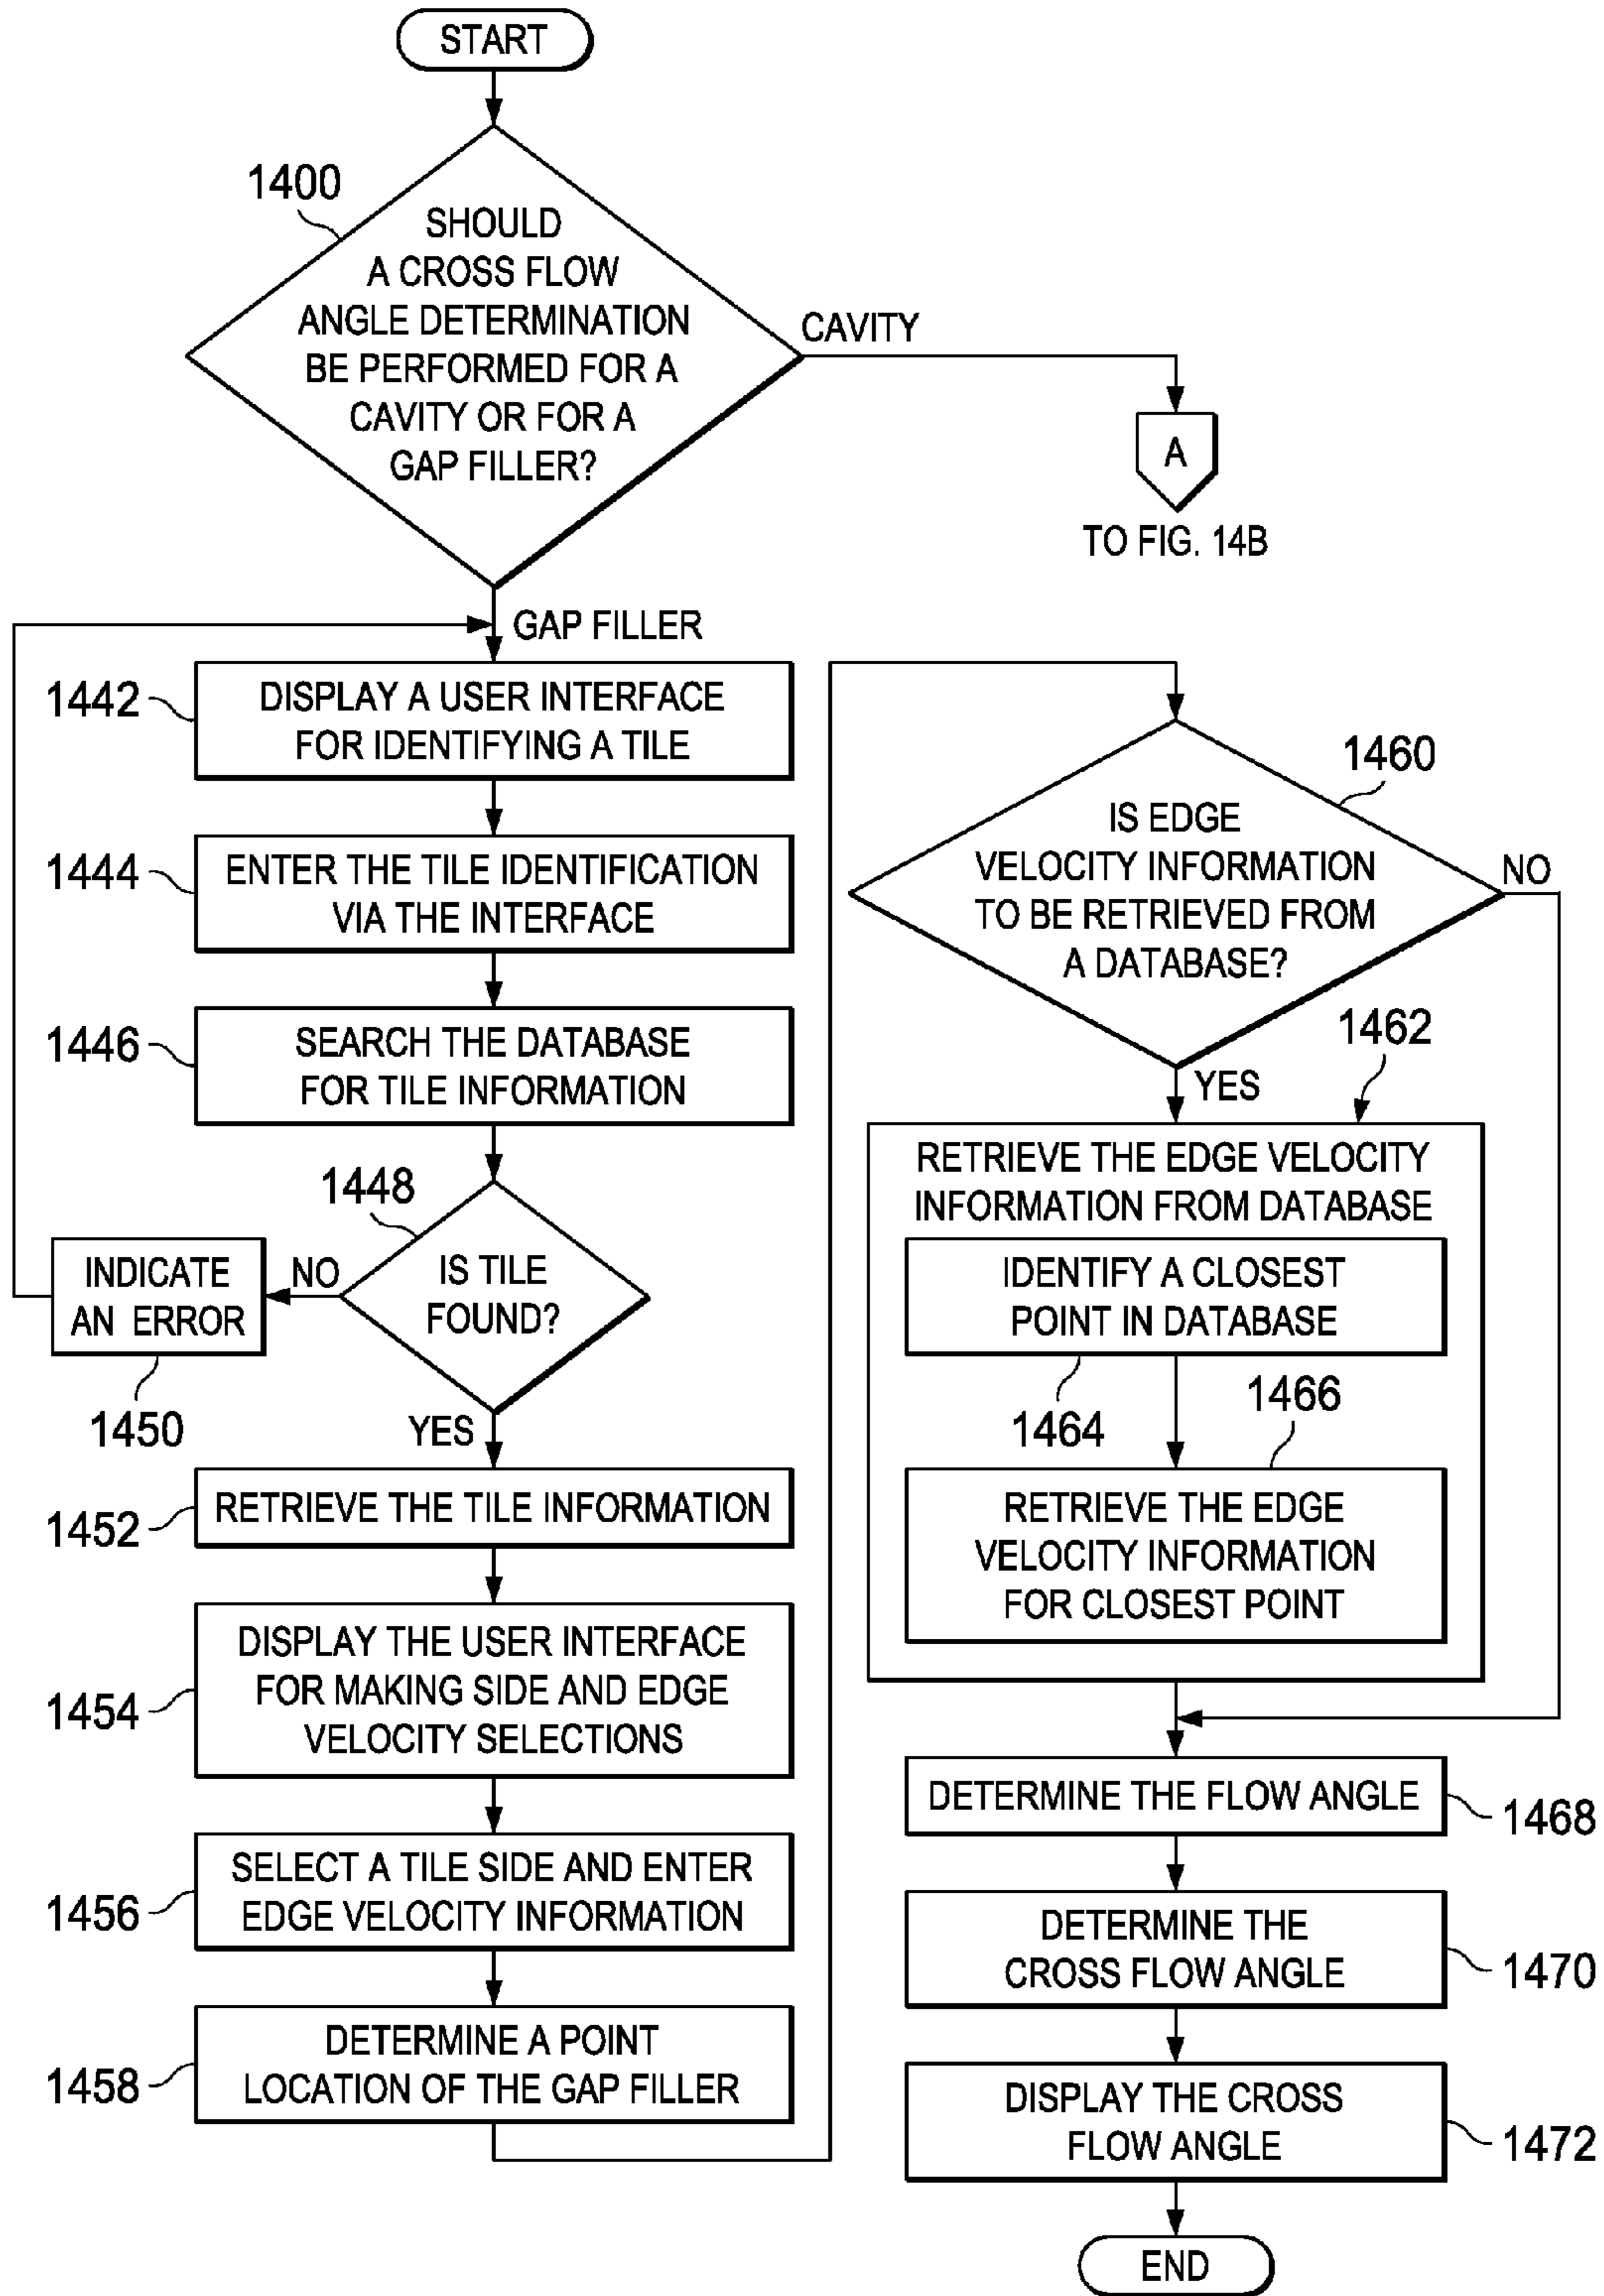 START
1400
SHOULD
A CROSS FLOW
ANGLE DETERMINATION
BE PERFORMED FOR A
CAVITY OR FOR A
GAP FILLER?
CAVITY
A
TO FIG. 14B
GAP FILLER
1442
DISPLAY A USER INTERFACE
FOR IDENTIFYING A TILE
1444
ENTER THE TILE IDENTIFICATION
VIA THE INTERFACE
1446
SEARCH THE DATABASE
FOR TILE INFORMATION
1448
IS TILE
FOUND?
NO
INDICATE
AN ERROR
1450
YES
1452
RETRIEVE THE TILE INFORMATION
1454
DISPLAY THE USER INTERFACE
FOR MAKING SIDE AND EDGE
VELOCITY SELECTIONS
1456
SELECT A TILE SIDE AND ENTER
EDGE VELOCITY INFORMATION
1458
DETERMINE A POINT
LOCATION OF THE GAP FILLER
1460
IS EDGE
VELOCITY INFORMATION
TO BE RETRIEVED FROM
A DATABASE?
NO
YES
1462
RETRIEVE THE EDGE VELOCITY
INFORMATION FROM DATABASE
IDENTIFY A CLOSEST
POINT IN DATABASE
1464
1466
RETRIEVE THE EDGE
VELOCITY INFORMATION
FOR CLOSEST POINT
DETERMINE THE FLOW ANGLE
1468
DETERMINE THE
CROSS FLOW ANGLE
1470
DISPLAY THE CROSS
FLOW ANGLE
1472
END